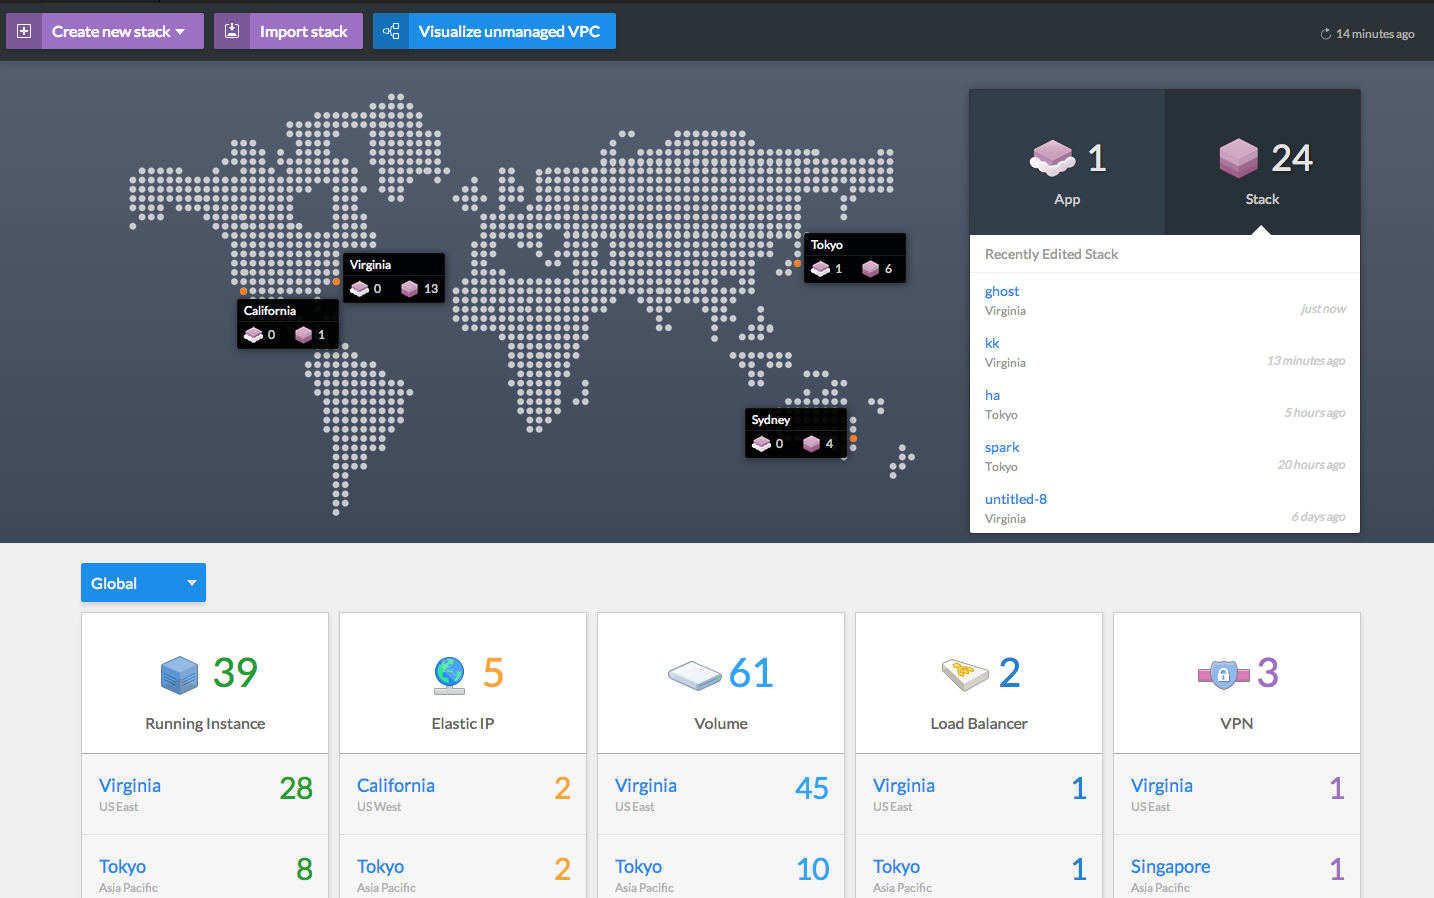 Create new stack
Import stack
Visualize unmanaged VPC
14 minutes ago
Virginia
0 13
California
0 1
Tokyo
1 6
Sydney
0 4
1
App
24
Stack
Recently Edited Stack
ghost
Virginia just now
kk
Virginia 13 minutes ago
ha
Tokyo 5 hours ago
spark
Tokyo 20 hours ago
untitled-8
Virginia 6 days ago
Global
39
Running Instance
Virginia 28
US East
Tokyo 8
Asia Pacific
5
Elastic IP
California 2
US West
Tokyo 2
Asia Pacific
61
Volume
Virginia 45
US East
Tokyo 10
Asia Pacific
2
Load Balancer
Virginia 1
US East
Tokyo 1
Asia Pacific
3
VPN
Virginia 1
US East
Singapore 1
Asia Pacific